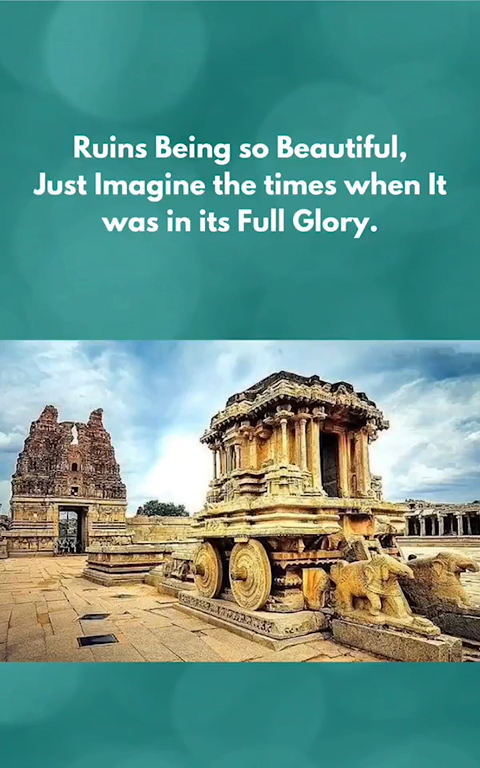 Ruins Being so Beautiful,
Just Imagine the times when It
was in its Full Glory.